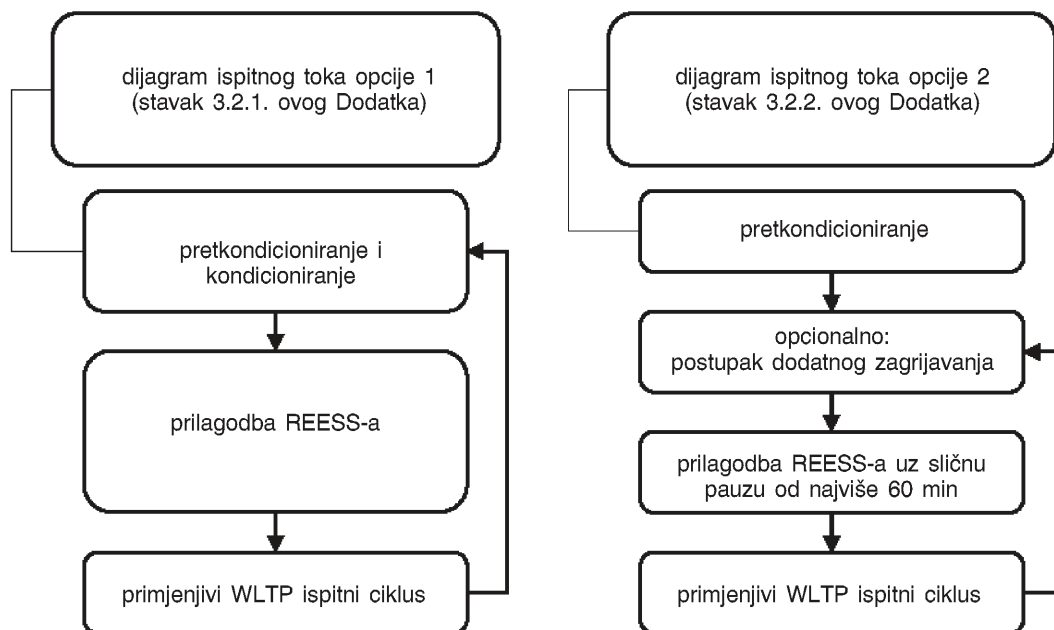 dijagram ispitnog toka opcije 1
(stavak 3.2.1. ovog Dodatka)
pretkondicioniranje i
kondicioniranje
prilagodba REESS-a
primjenjivi WLTP ispitni ciklus
dijagram ispitnog toka opcije 2
(stavak 3.2.2. ovog Dodatka)
pretkondicioniranje
opcionalno:
postupak dodatnog zagrijavanja
prilagodba REESS-a uz sličnu
pauzu od najviše 60 min
primjenjivi WLTP ispitni ciklus